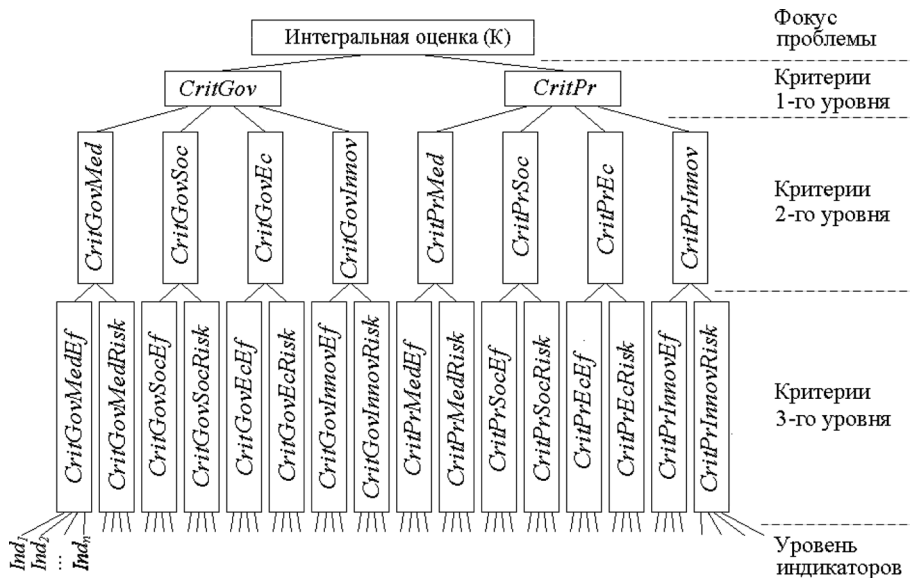 Фокус
проблемы
Интегральная оценка (К)
Критерии
1-го уровня
CritGov
CritPr
Критерии
2-го уровня
CritGovMed
CritGovSoc
CritGovEc
CritGovInnov
CritPrMed
CritPrSoc
CritPrEc
CritPrInnov
Критерии
3-го уровня
CritGovMedEf
CritGovMedRisk
CritGovSocEf
CritGovSocRisk
CritGovEcEf
CritGovEcRisk
CritGovInnovEf
CritGovInnovRisk
CritPrMedEf
CritPrMedRisk
CritPrSocEf
CritPrSocRisk
CritPrEcEf
CritPrEcRisk
CritPrInnovEf
CritPrInnovRisk
Ind1
Ind2
...
Indn
Уровень
индикаторов